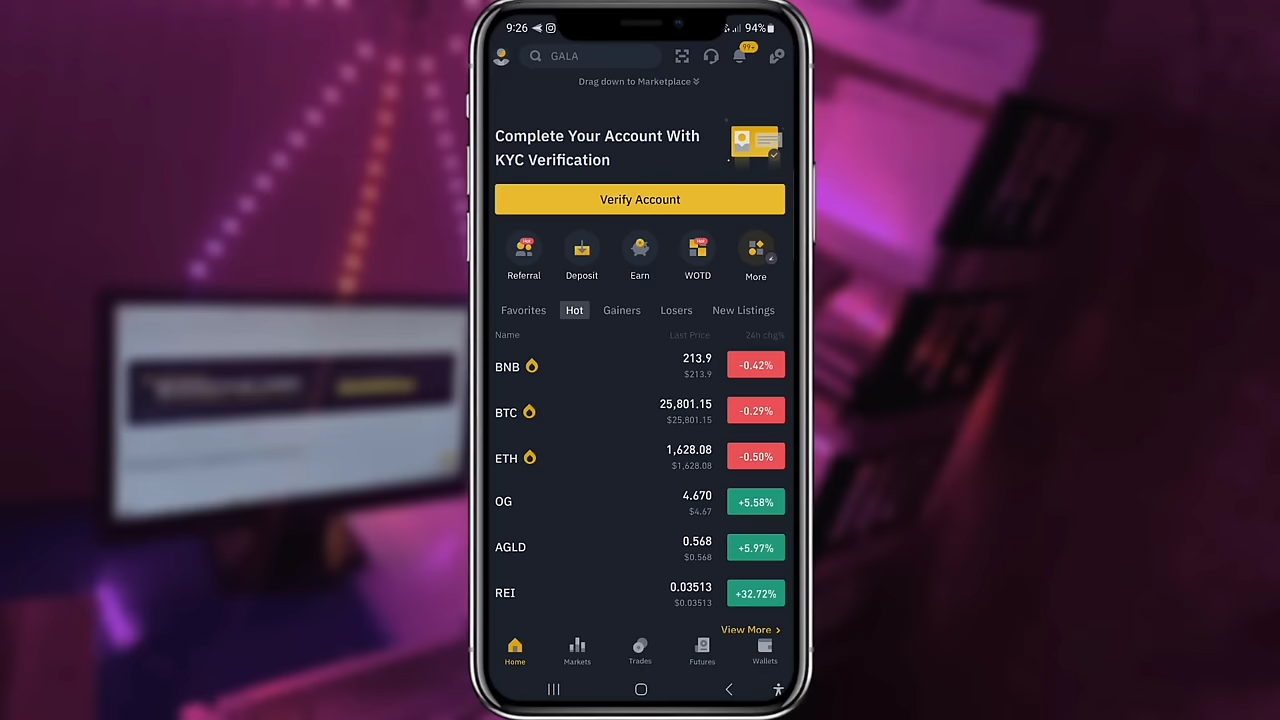 9:26
94%
GALA
99+
Drag down to Marketplace
Complete Your Account With
KYC Verification
Verify Account
Hot
Hot
Referral
Deposit
Earn
WOTD
More
Favorites
Hot
Gainers
Losers
New Listings
Name
Last Price
24h chg%
BNB
213.9
$213.9
-0.42%
BTC
25,801.15
$25,801.15
-0.29%
ETH
1,628.08
$1,628.08
-0.50%
OG
4.670
$4.67
+5.58%
AGLD
0.568
$0.568
+5.97%
REI
0.03513
$0.03513
+32.72%
View More
Home
Markets
Trades
Futures
Wallets